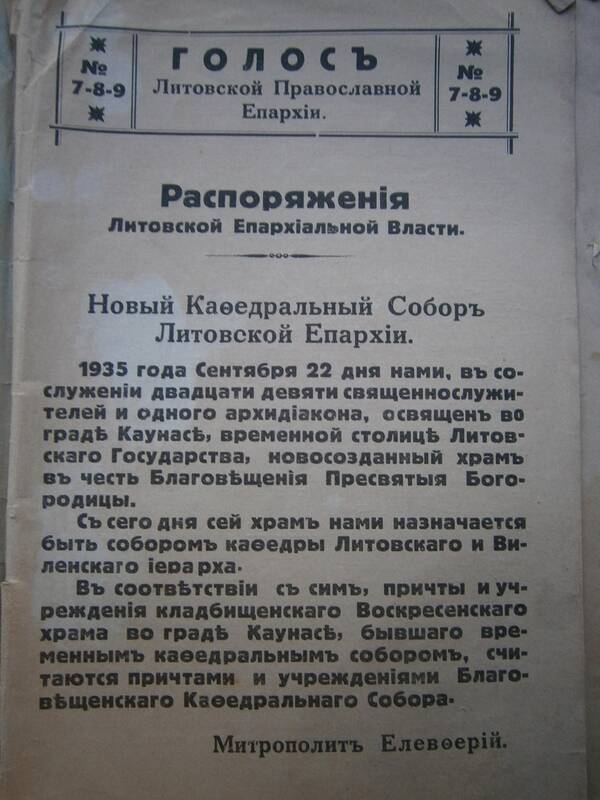 ГОЛОСЪ
№ 7-8-9
Литовской Православной
№ 7-8-9
Епархіи.
Распоряженія
Литовской Епархіальной Власти.
Новый Каѳедральный Соборъ
Литовской Епархіи.
1935 года Сентября 22 дня нами, въ со-
служеніи двадцати девяти священнослужи-
телей и одного архидіакона, освященъ во
градѣ Каунасѣ, временной столицѣ Литов-
скаго Государства, новосозданный храмъ
въ честь Благовѣщенія Пресвятыя Бого-
родицы.
Съ сего дня сей храмъ нами назначается
быть соборомъ каѳедры Литовскаго и Ви-
ленскаго іерарха.
Въ соотвѣтствіи съ симъ, причты и уч-
режденія кладбищенскаго Воскресенскаго
храма во градѣ Каунасѣ, бывшаго вре-
меннымъ каѳедральнымъ соборомъ, счи-
таются причтами и учрежденіями Благо-
вѣщенскаго Каѳедральнаго Собора.
Митрополитъ Елевѳерій.